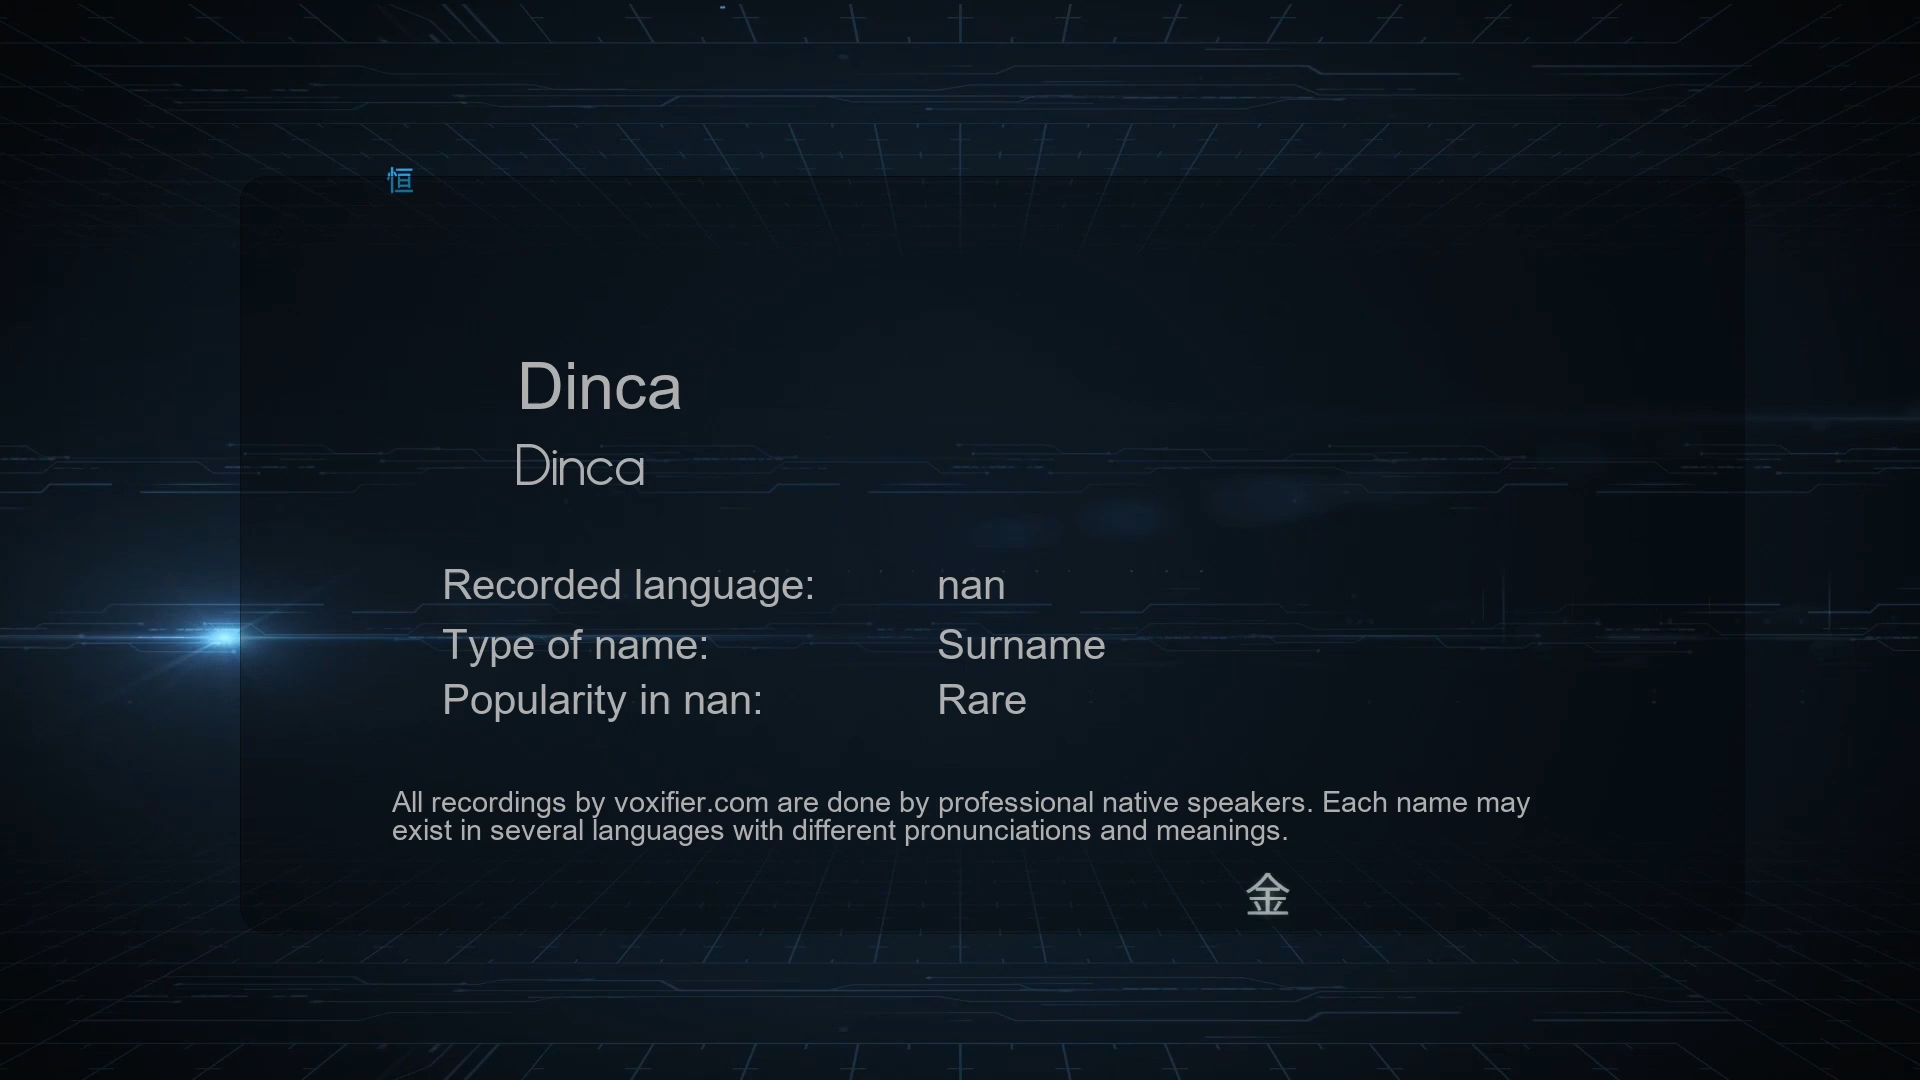 恒
Dinca
Dinca
Recorded language: nan
Type of name: Surname
Popularity in nan: Rare
All recordings by voxifier.com are done by professional native speakers. Each name may
exist in several languages with different pronunciations and meanings.
金